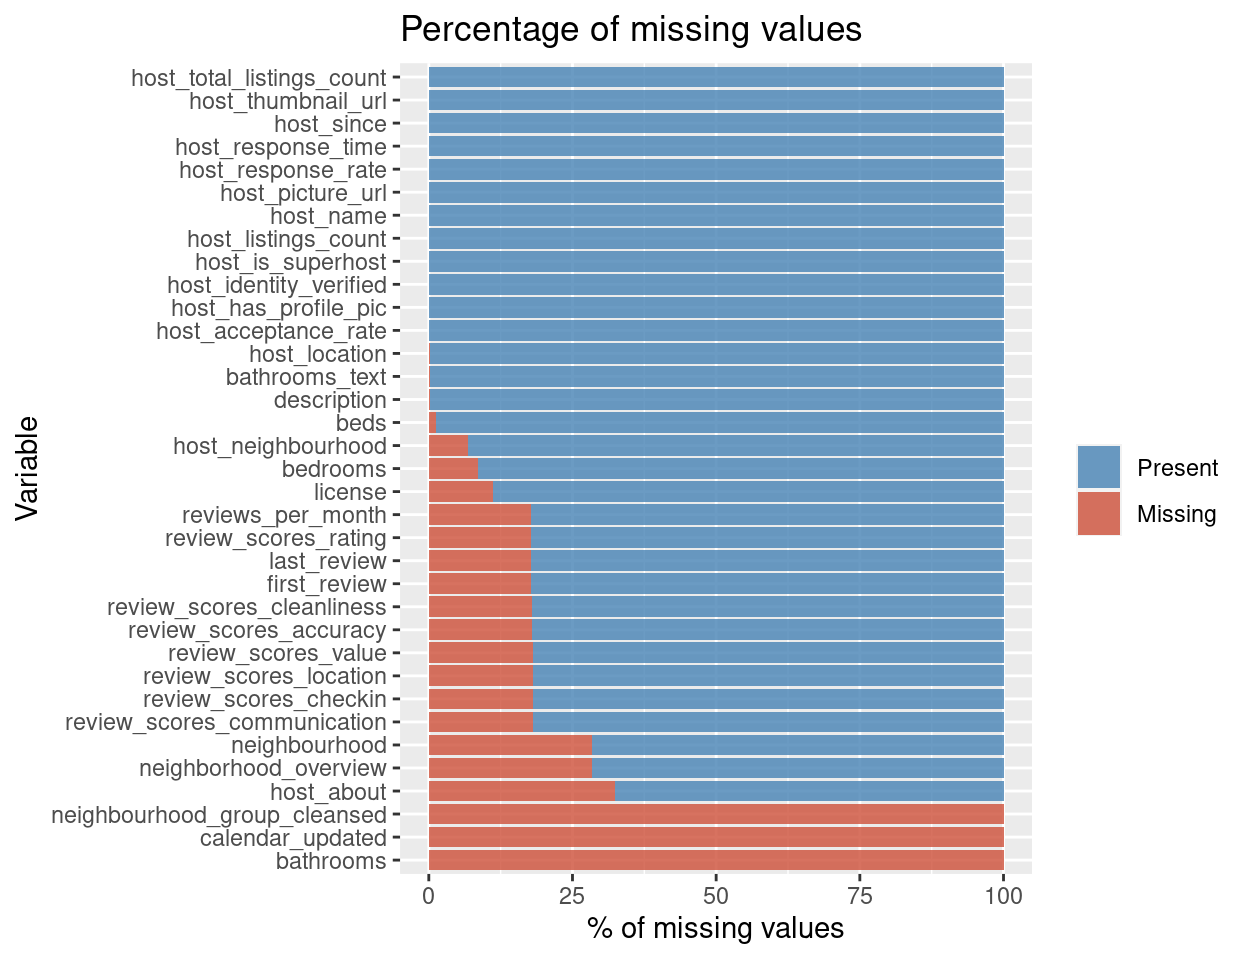 Percentage of missing values
host_total_listings_count
host_thumbnail_url
host_since
host_response_time
host_response_rate
host_picture_url
host_name
host_listings_count
host_is_superhost
host_identity_verified
host_has_profile_pic
host_acceptance_rate
host_location
bathrooms_text
description
beds
host_neighbourhood
bedrooms
license
reviews_per_month
review_scores_rating
last_review
first_review
review_scores_cleanliness
review_scores_accuracy
review_scores_value
review_scores_location
review_scores_checkin
review_scores_communication
neighbourhood
neighborhood_overview
host_about
neighbourhood_group_cleansed
calendar_updated
bathrooms
Variable
0 25 50 75 100
% of missing values
Present
Missing